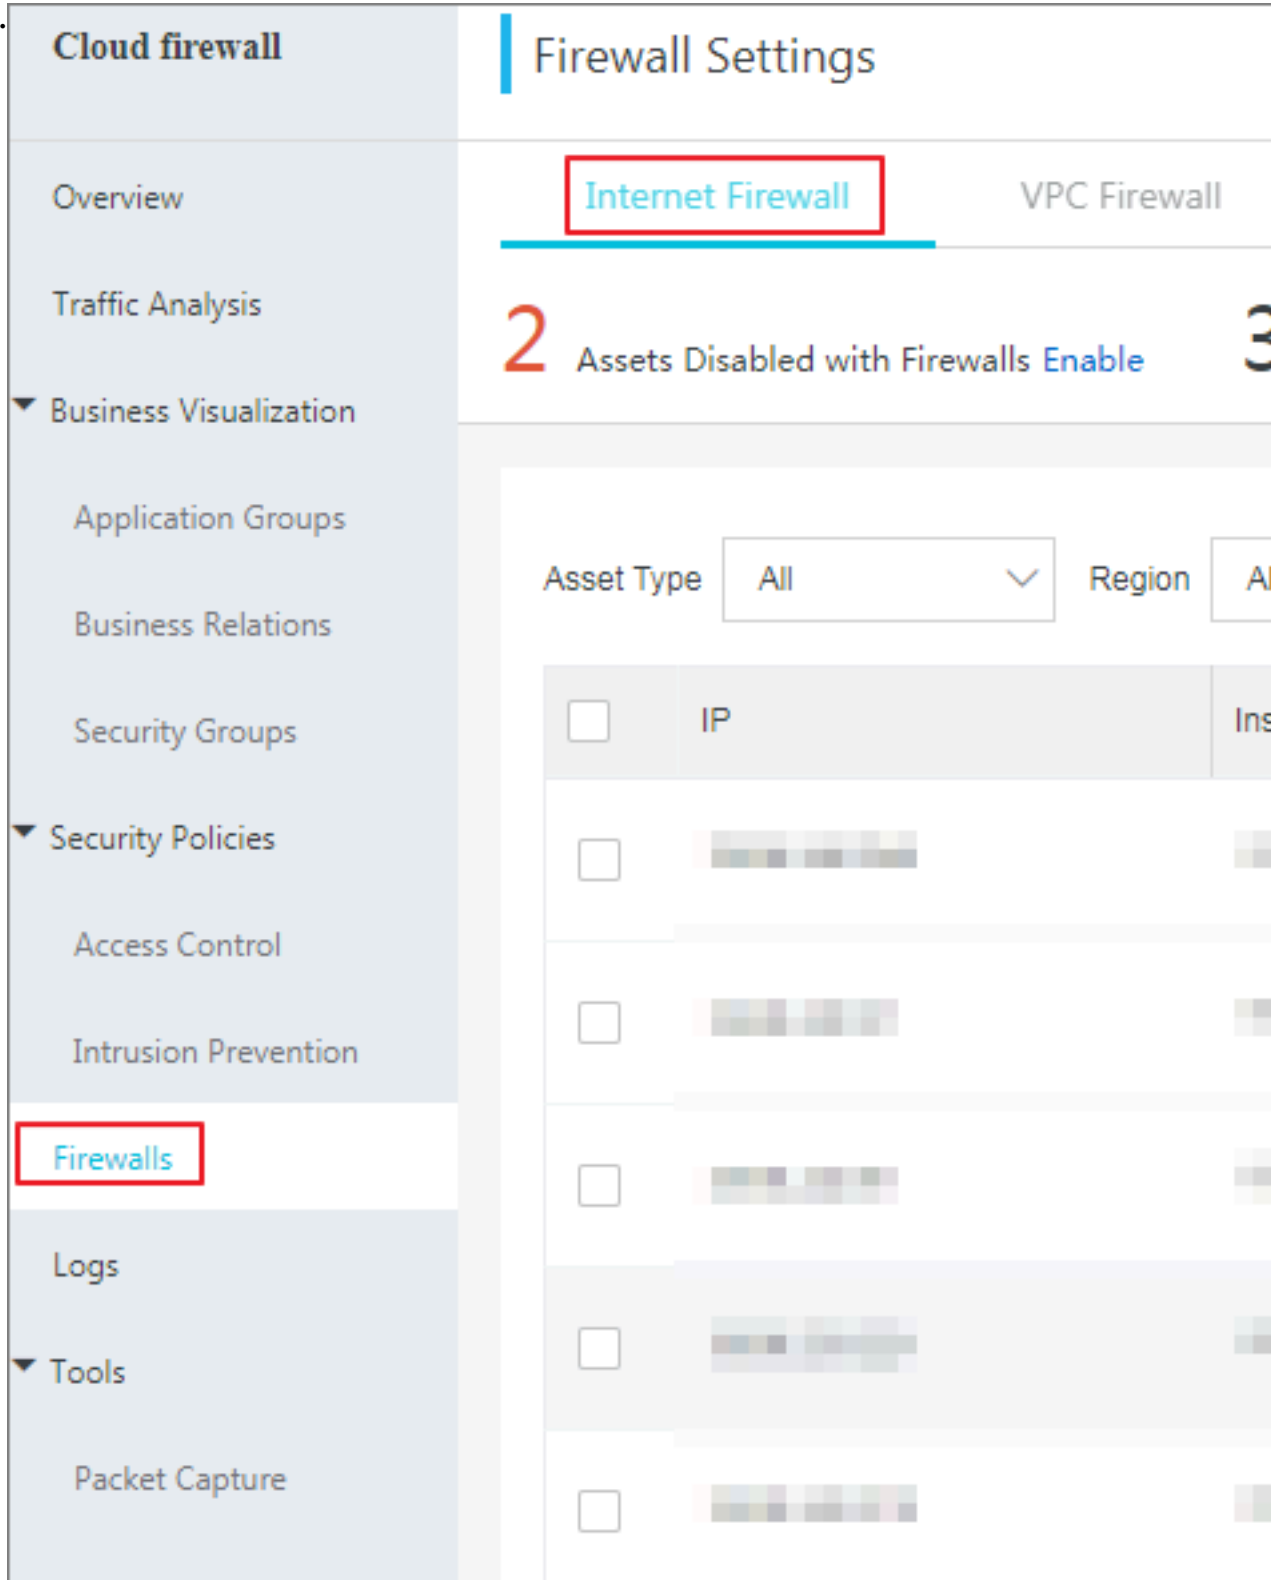 Cloud firewall
Firewall Settings
Overview
Internet Firewall
VPC Firewall
Traffic Analysis
2 Assets Disabled with Firewalls Enable
3
Business Visualization
Application Groups
Asset Type All
Region
Business Relations
IP
Security Groups
Security Policies
Access Control
Intrusion Prevention
Firewalls
Logs
Tools
Packet Capture